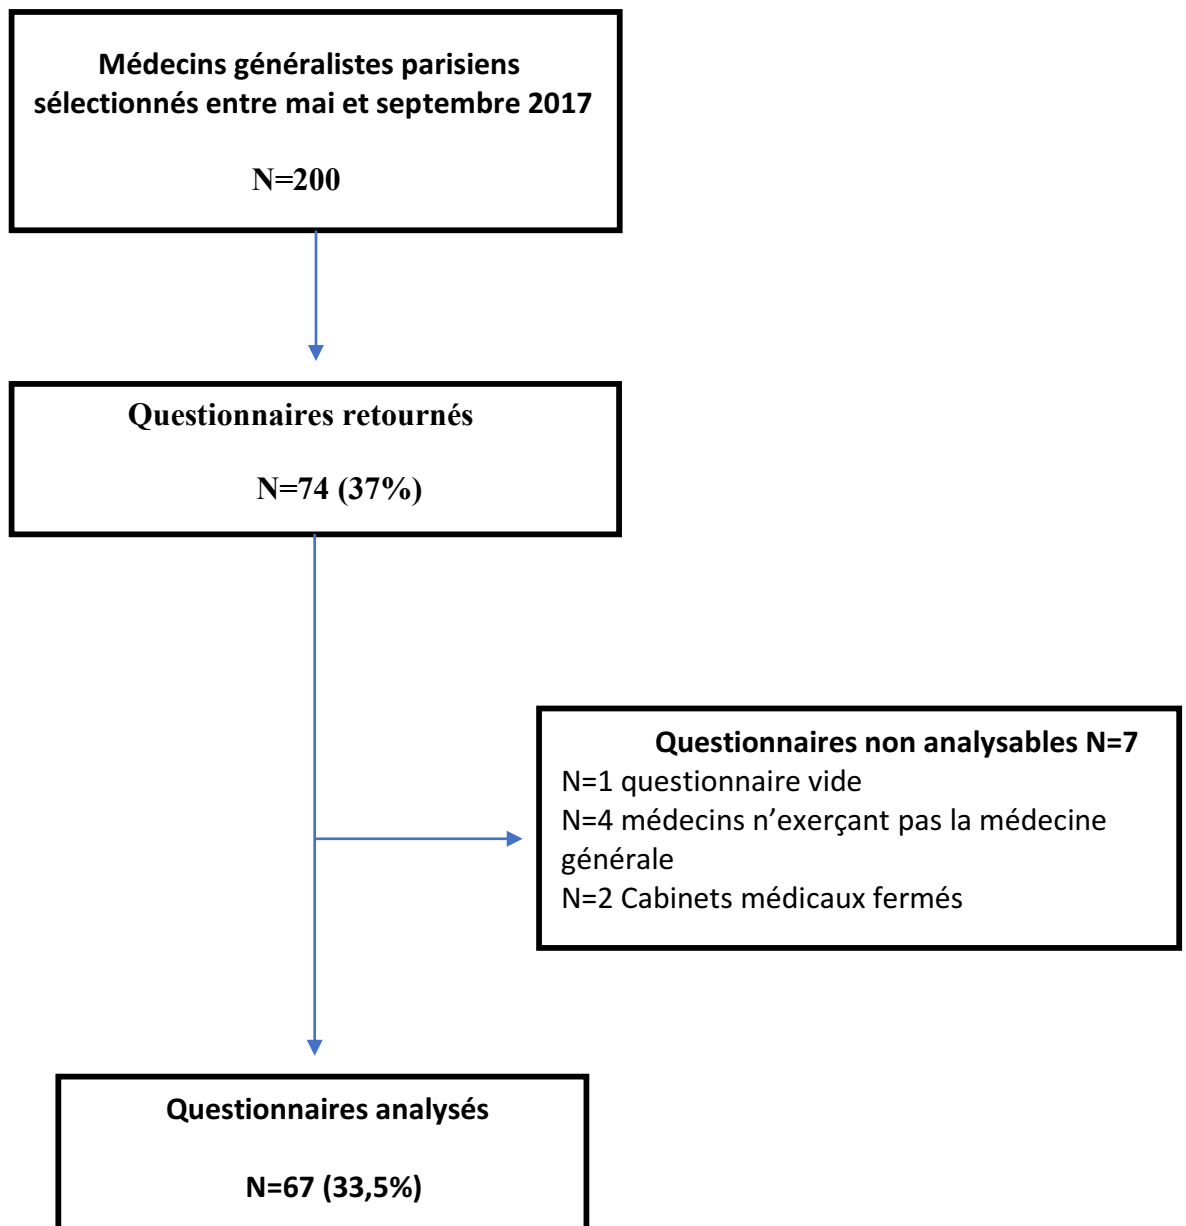 Médecins généralistes parisiens
sélectionnés entre mai et septembre 2017
N=200
Questionnaires retournés
N=74 (37%)
Questionnaires non analysables N=7
N=1 questionnaire vide
N=4 médecins n’exerçant pas la médecine
générale
N=2 Cabinets médicaux fermés
Questionnaires analysés
N=67 (33,5%)